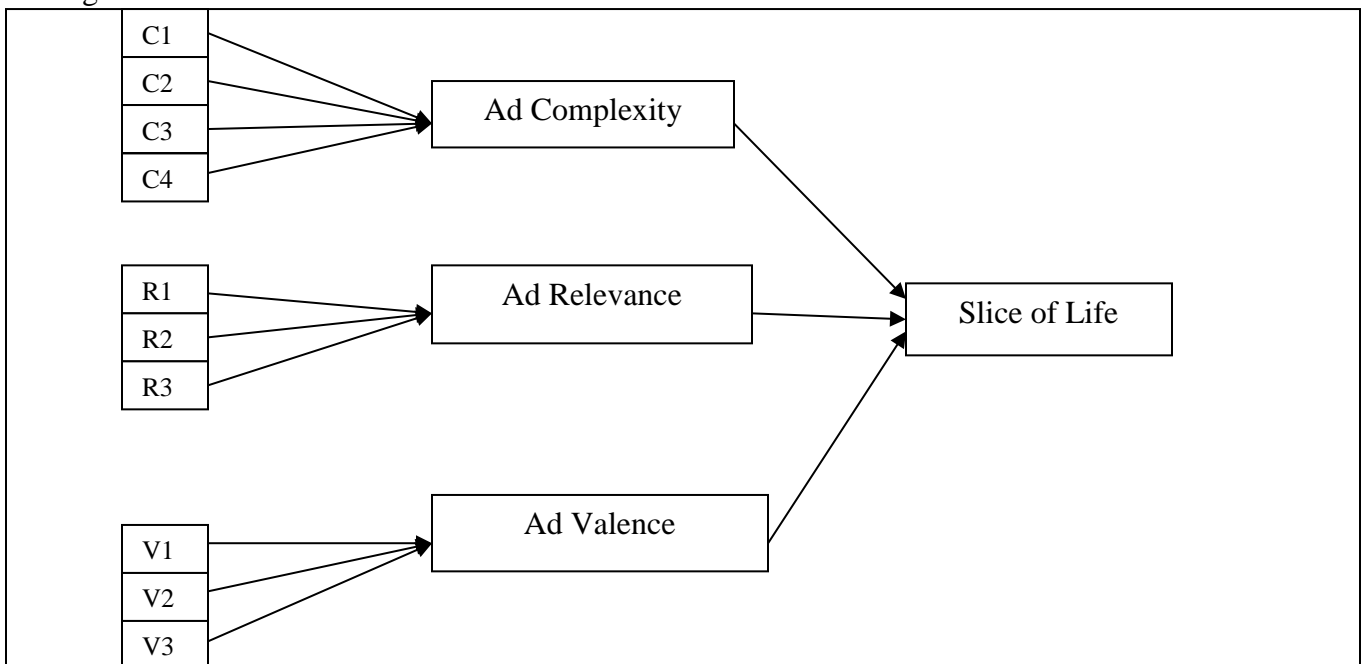 C1
C2
C3
C4
Ad Complexity
R1
R2
R3
Ad Relevance
Slice of Life
Ad Valence
V1
V2
V3